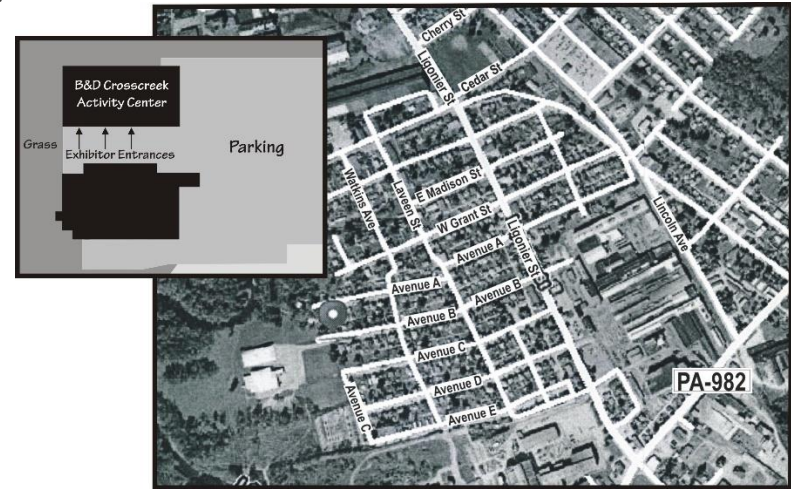 B&D Crosscreek
Activity Center
Grass
Exhibitor Entrances
Parking
Cherry St
Ligonier St
Cedar St
Watkins Ave
Laveen St
E Madison St
W Grant St
Lincoln Ave
Avenue A
Ligonier St
Avenue A
Avenue B
Avenue B
Avenue C
Avenue D
Avenue C
Avenue E
PA-982